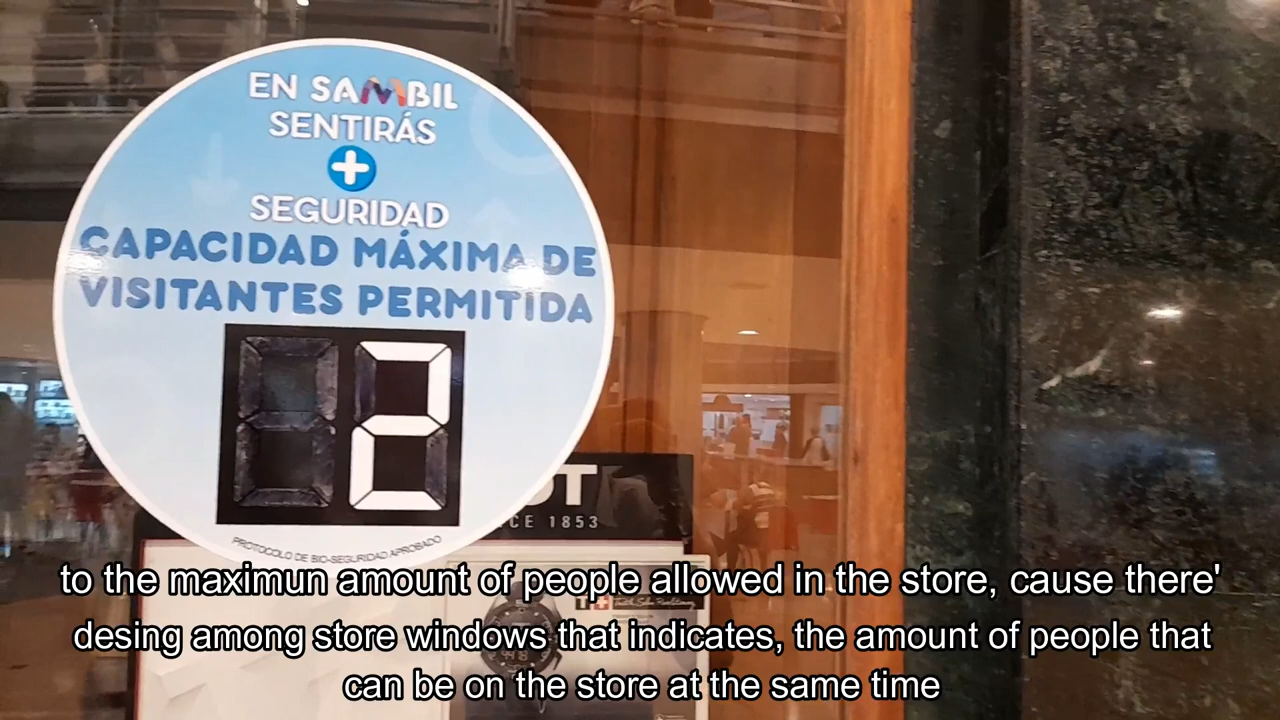 EN SAMBIL
SENTIRÁS
+
SEGURIDAD
CAPACIDAD MÁXIMA DE
VISITANTES PERMITIDA
2
PROTOCOLO DE BIO-SEGURIDAD APROBADO
OT
CE 1853
to the maximun amount of people allowed in the store, cause there'
desing among store windows that indicates, the amount of people that
can be on the store at the same time